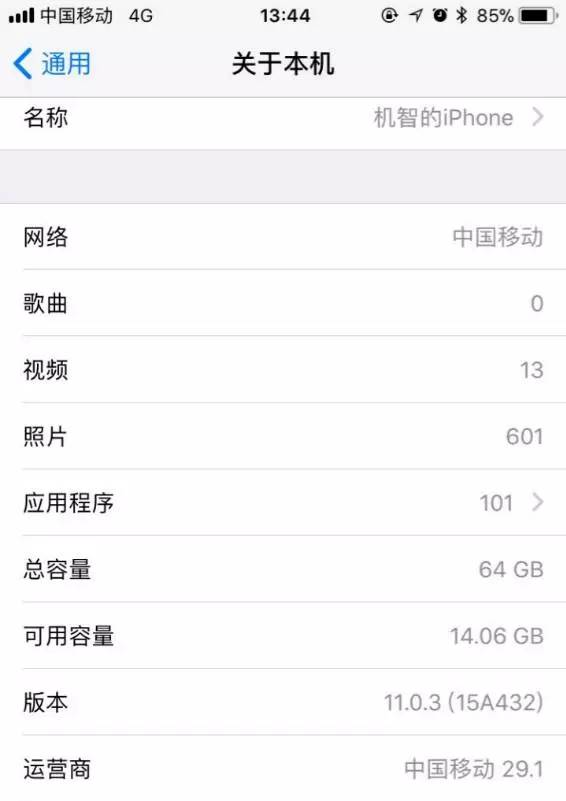 中国移动 4G 13:44 85%
通用 关于本机
名称 机智的iPhone
网络 中国移动
歌曲 0
视频 13
照片 601
应用程序 101
总容量 64 GB
可用容量 14.06 GB
版本 11.0.3 (15A432)
运营商 中国移动 29.1